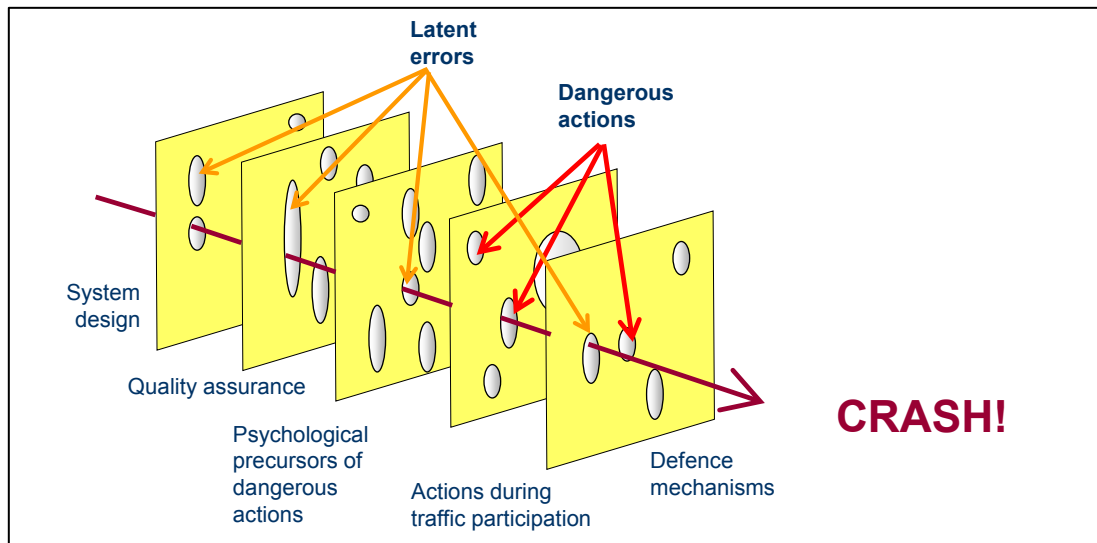 Latent
errors
Dangerous
actions
System
design
Quality assurance
Psychological
precursors of
dangerous
actions
Actions during
traffic participation
Defence
mechanisms
CRASH!